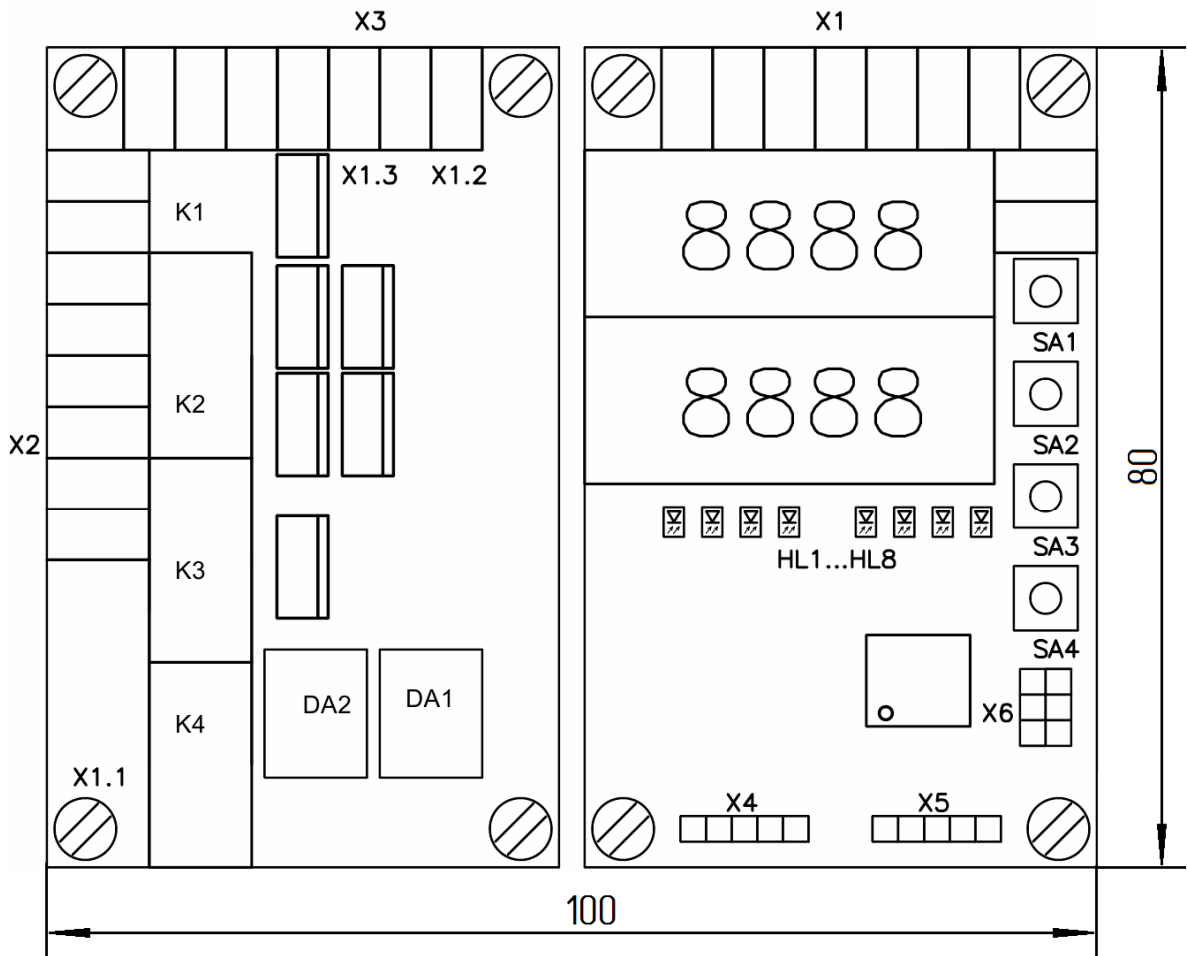 X3
X1
X1.3
X1.2
K1
8888
SA1
K2
8888
X2
SA2
80
HL1...HL8
SA3
K3
SA4
DA2
DA1
K4
X6
X1.1
X4
X5
100